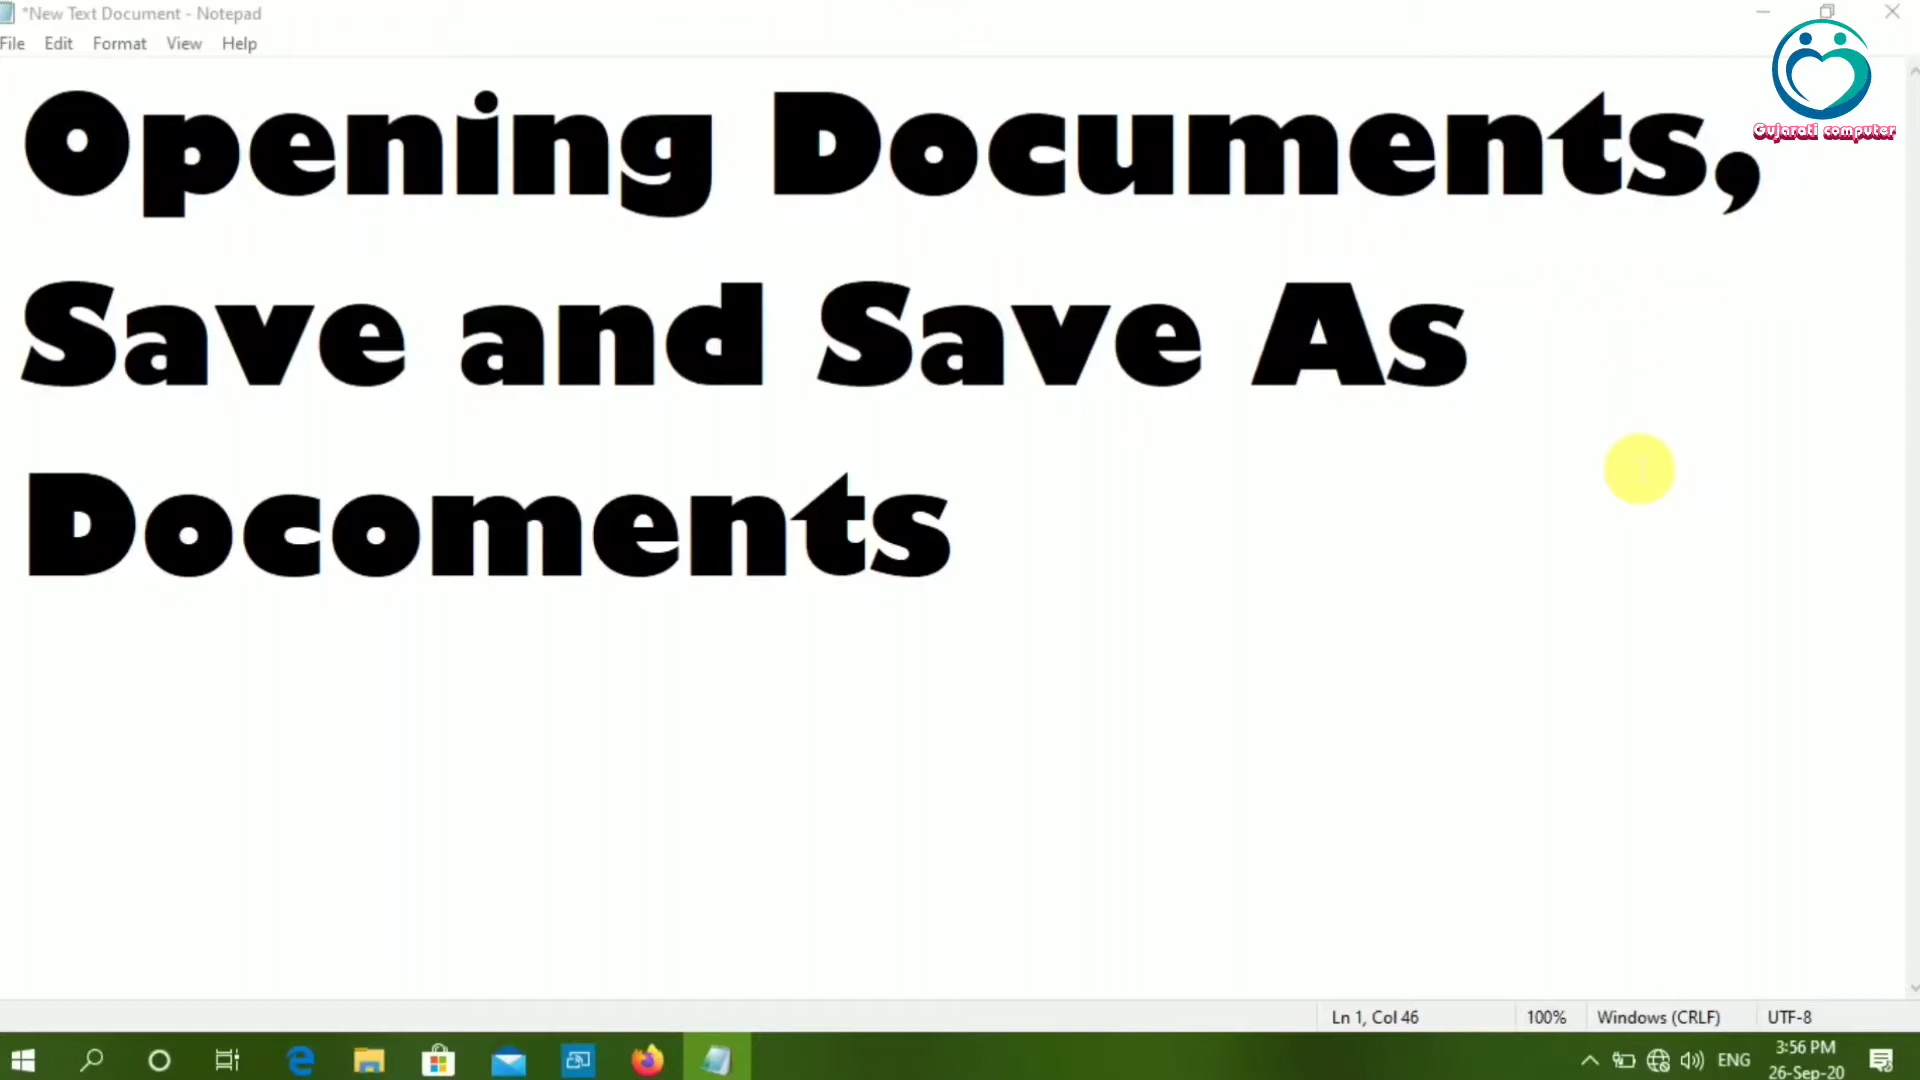 *New Text Document - Notepad
File Edit Format View Help
Gujarati computer
Opening Documents,
Save and Save As
Docoments
Ln 1, Col 46 100% Windows (CRLF) UTF-8
ENG 3:56 PM
26-Sep-20